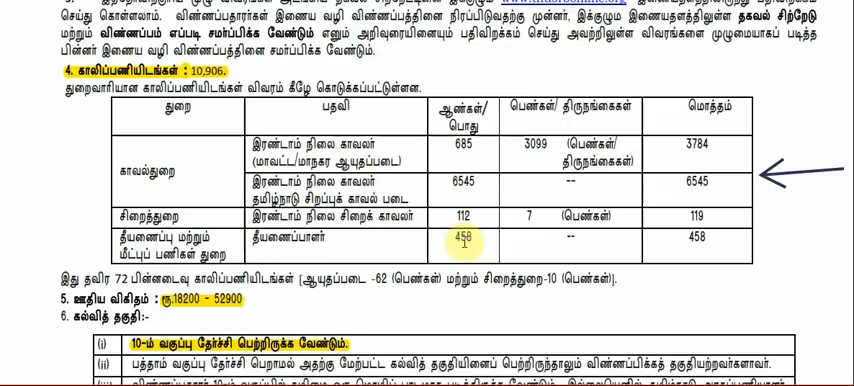 செய்து கொள்ளலாம். விண்ணப்பதாரர்கள் இணைய வழி விண்ணப்பத்தினை நிரப்பிடுவதற்கு முன்னர், இக்குழும இணையதளத்திலுள்ள தகவல் சிற்றேடு
மற்றும் விண்ணப்பம் எப்படி சமர்ப்பிக்க வேண்டும் எனும் அறிவுரையினையும் பதிவிறக்கம் செய்து அவற்றிலுள்ள விவரங்களை முழுமையாகப் படித்த
பின்னர் இணைய வழி விண்ணப்பத்தினை சமர்ப்பிக்க வேண்டும்.
4. காலிப்பணியிடங்கள் : 10,906.
துறைவாரியான காலிப்பணியிடங்கள் விவரம் கீழே கொடுக்கப்பட்டுள்ளன.
துறை பதவி ஆண்கள்/ பொது பெண்கள்/ திருநங்கைகள் மொத்தம்
காவல்துறை இரண்டாம் நிலை காவலர் 685 3099 (பெண்கள்/ 3784
(மாவட்ட/மாநகர ஆயுதப்படை) திருநங்கைகள்)
இரண்டாம் நிலை காவலர் 6545 -- 6545
தமிழ்நாடு சிறப்புக் காவல் படை
சிறைத்துறை இரண்டாம் நிலை சிறைக் காவலர் 112 7 (பெண்கள்) 119
தீயணைப்பு மற்றும் தீயணைப்பாளர் 458 -- 458
மீட்புப் பணிகள் துறை
இது தவிர 72 பின்னடைவு காலிப்பணியிடங்கள் [ஆயுதப்படை -62 (பெண்கள்) மற்றும் சிறைத்துறை-10 (பெண்கள்)].
5. ஊதிய விகிதம் : ரூ.18200 - 52900
6. கல்வித் தகுதி:-
(i) 10-ம் வகுப்பு தேர்ச்சி பெற்றிருக்க வேண்டும்.
(ii) பத்தாம் வகுப்பு தேர்ச்சி பெறாமல் அதற்கு மேற்பட்ட கல்வித் தகுதியினைப் பெற்றிருந்தாலும் விண்ணப்பிக்கத் தகுதியற்றவர்களாவர்.